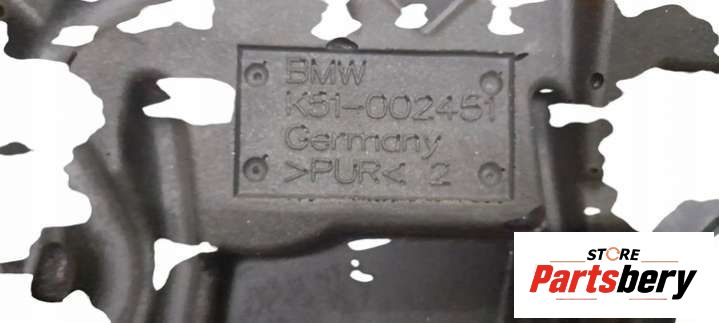 BMW
K51-002451
Germany
>PUR< 2
STORE
Partsbery